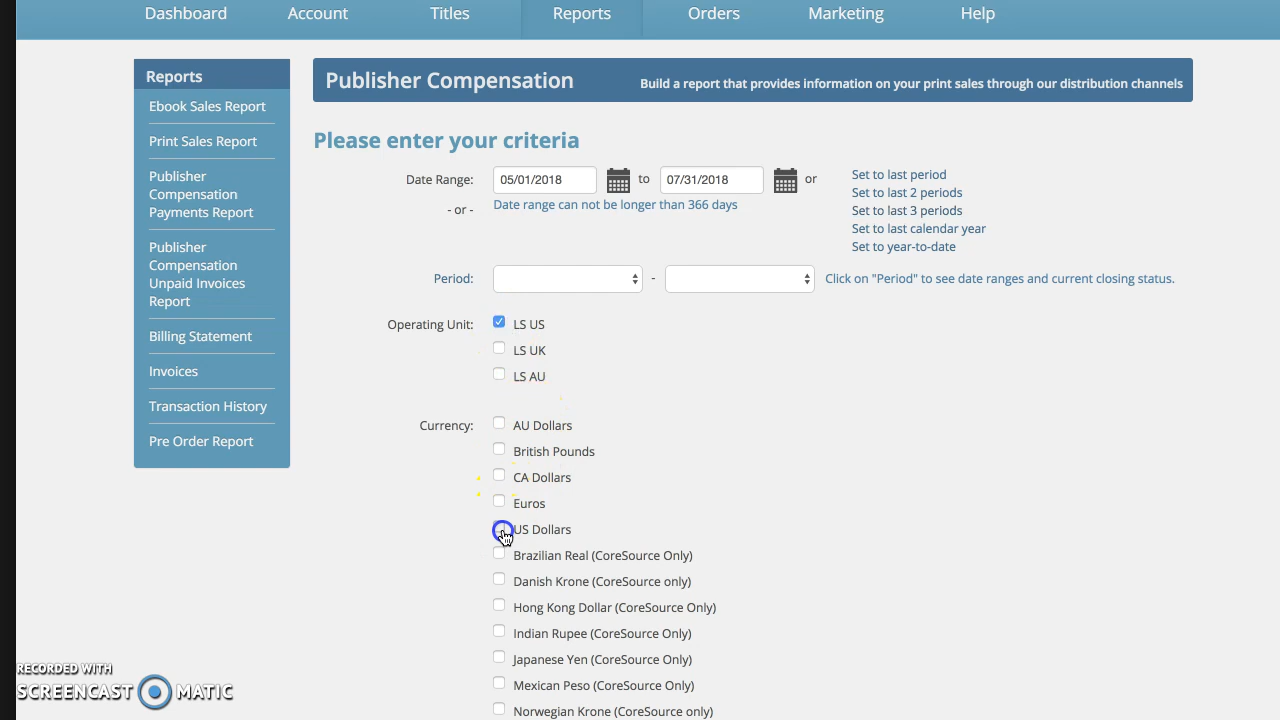 Dashboard Account Titles Reports Orders Marketing Help
Reports
Ebook Sales Report
Print Sales Report
Publisher
Compensation
Payments Report
Publisher
Compensation
Unpaid Invoices
Report
Billing Statement
Invoices
Transaction History
Pre Order Report
Publisher Compensation Build a report that provides information on your print sales through our distribution channels
Please enter your criteria
Date Range: 05/01/2018 to 07/31/2018 or
- or - Date range can not be longer than 366 days
Set to last period
Set to last 2 periods
Set to last 3 periods
Set to last calendar year
Set to year-to-date
Period: - Click on "Period" to see date ranges and current closing status.
Operating Unit: LS US
LS UK
LS AU
Currency: AU Dollars
British Pounds
CA Dollars
Euros
US Dollars
Brazilian Real (CoreSource Only)
Danish Krone (CoreSource only)
Hong Kong Dollar (CoreSource Only)
Indian Rupee (CoreSource Only)
Japanese Yen (CoreSource Only)
Mexican Peso (CoreSource Only)
Norwegian Krone (CoreSource only)
RECORDED WITH
SCREENCAST MATIC